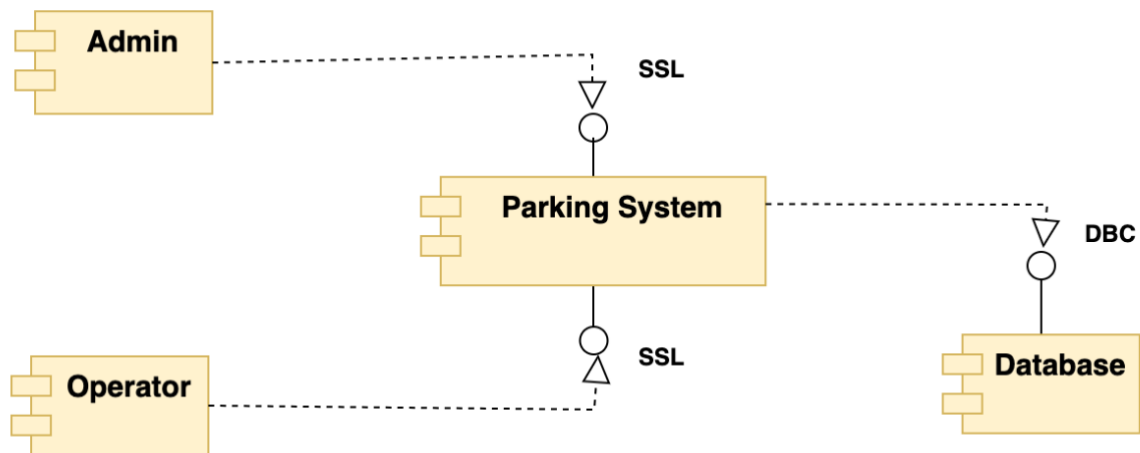 Admin
SSL
Parking System
DBC
SSL
Operator
Database